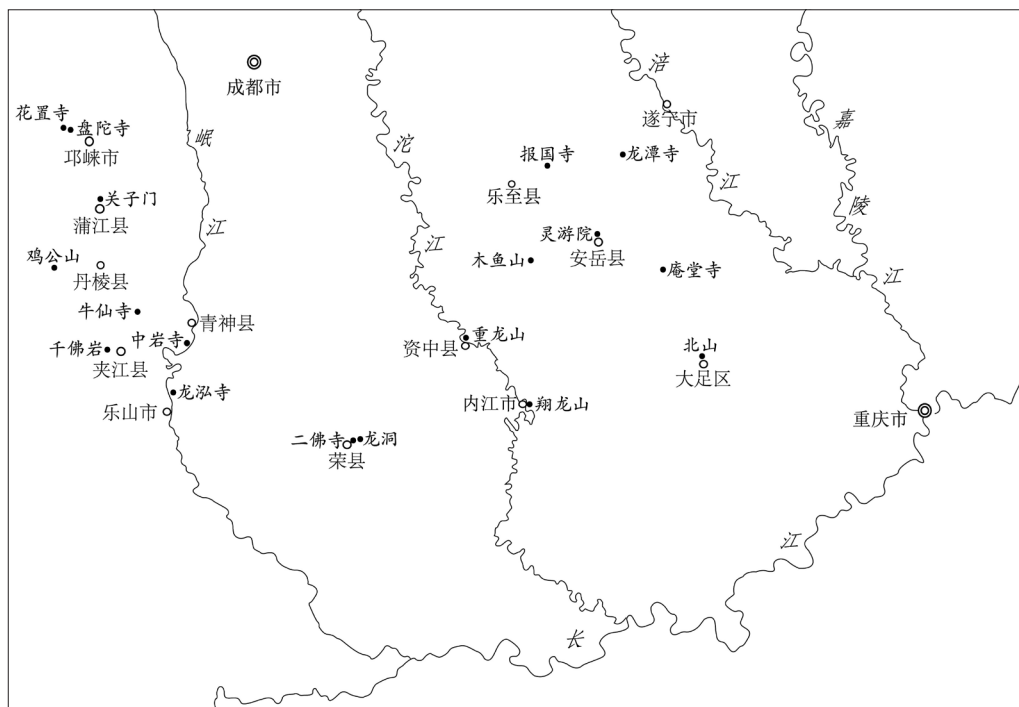 涪
成都市
花置寺
盘陀寺
遂宁市
嘉
岷
沱
邛崃市
报国寺
龙潭寺
江
乐至县
关子门
陵
蒲江县
江
灵游院
江
鸡公山
木鱼山
安岳县
庵堂寺
江
丹棱县
牛仙寺
青神县
中岩寺
重龙山
千佛岩
资中县
北山
夹江县
大足区
龙泓寺
乐山市
内江市
翔龙山
重庆市
二佛寺
龙洞
荣县
江
长